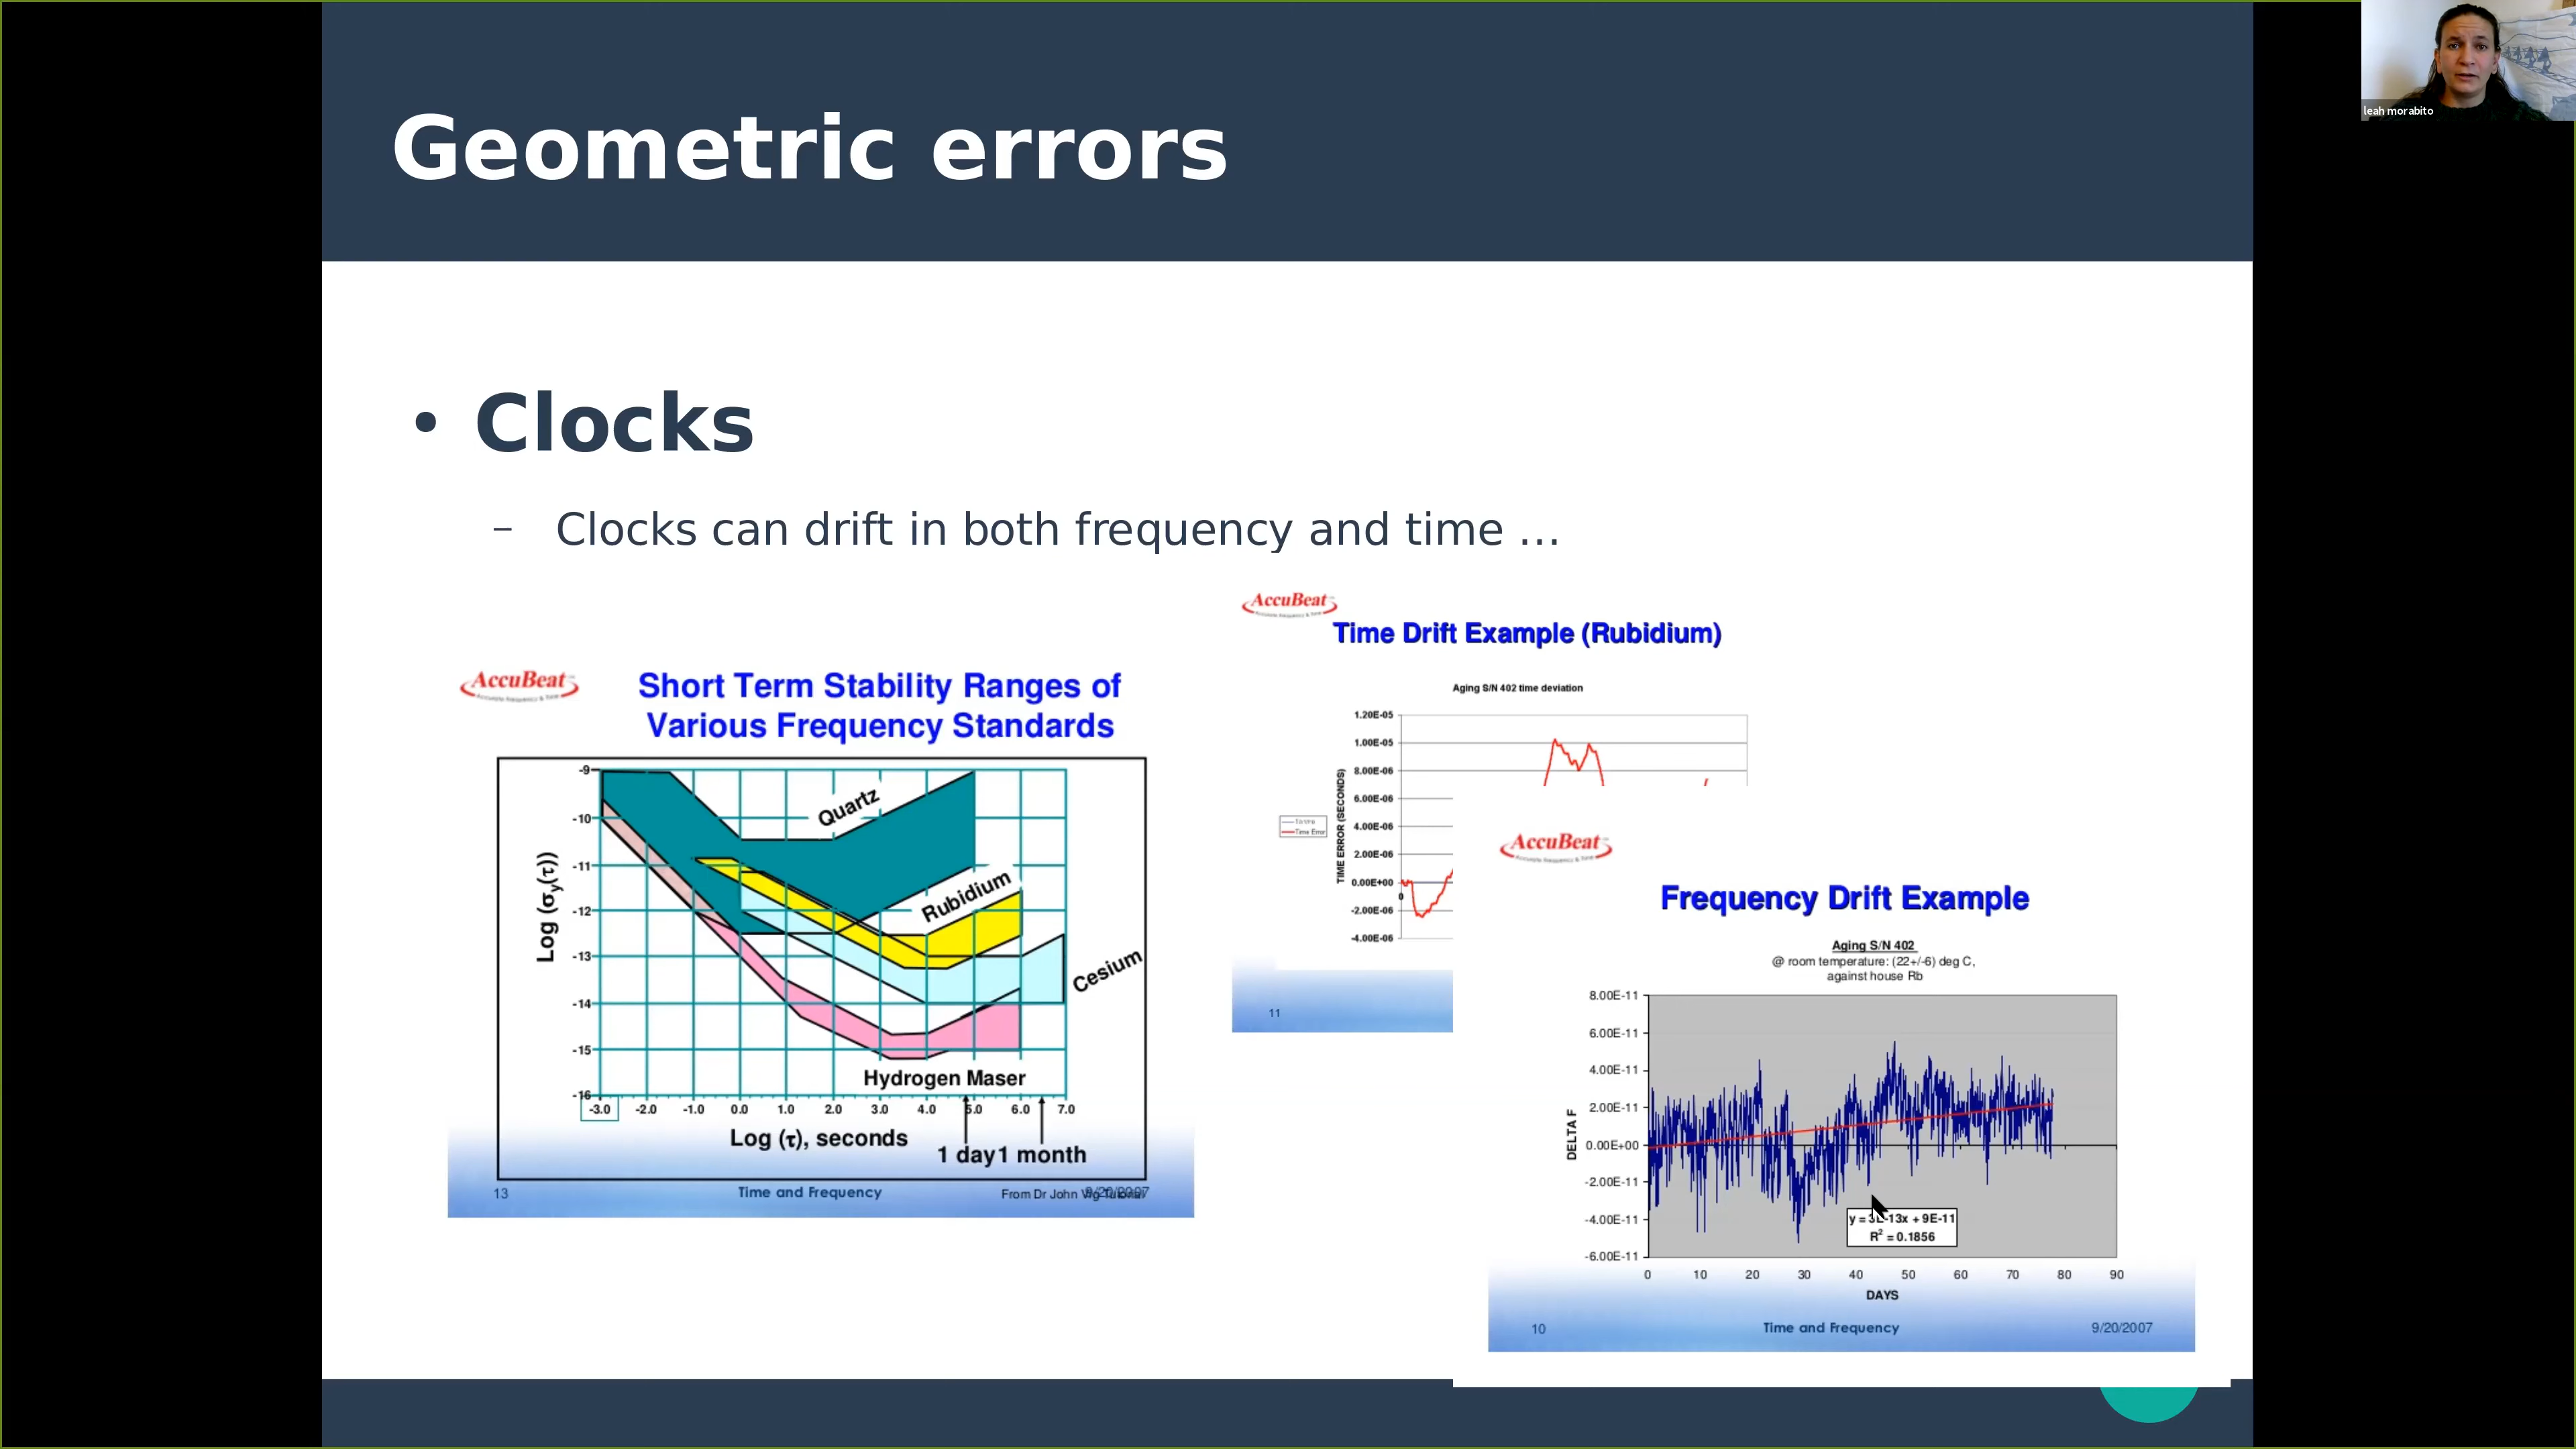 Geometric errors
leah morabito
• Clocks
– Clocks can drift in both frequency and time ...
AccuBeat
Short Term Stability Ranges of
Various Frequency Standards
Log (σy(τ))
-9
-10
-11
-12
-13
-14
-15
-16
Quartz
Rubidium
Cesium
Hydrogen Maser
-3.0 -2.0 -1.0 0.0 1.0 2.0 3.0 4.0 5.0 6.0 7.0
Log (τ), seconds
1 day 1 month
13 Time and Frequency From Dr John Vig
AccuBeat
Time Drift Example (Rubidium)
Aging S/N 402 time deviation
TIME ERROR (SECONDS)
1.20E-05
1.00E-05
8.00E-06
6.00E-06
4.00E-06
2.00E-06
0.00E+00
-2.00E-06
-4.00E-06
0
Time Error
11
AccuBeat
Frequency Drift Example
Aging S/N 402
@ room temperature: (22+/-6) deg C,
against house Rb
DELTA F
8.00E-11
6.00E-11
4.00E-11
2.00E-11
0.00E+00
-2.00E-11
-4.00E-11
-6.00E-11
y = 3E-13x + 9E-11
R² = 0.1856
0 10 20 30 40 50 60 70 80 90
DAYS
10 Time and Frequency 9/20/2007